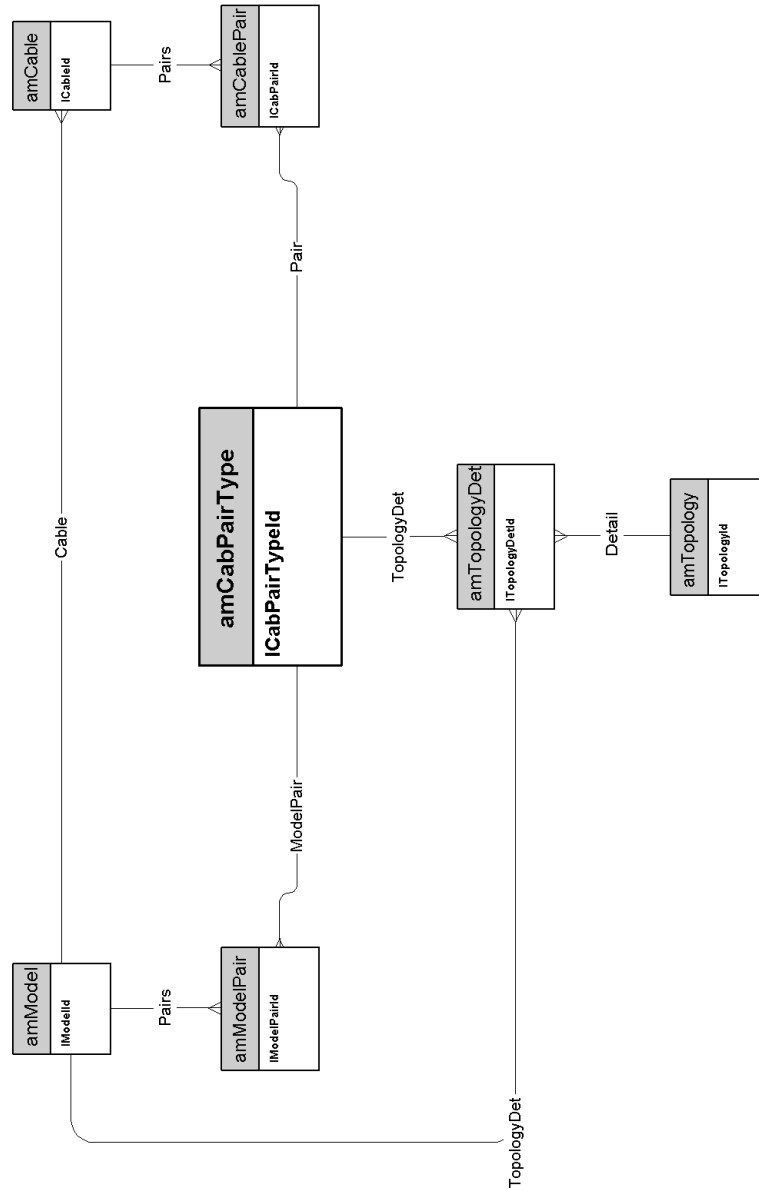 amModel
lModelId
Cable
amCable
lCableId
Pairs
Pairs
amModelPair
lModelPairId
ModelPair
amCabPairType
lCabPairTypeId
Pair
amCablePair
lCabPairId
TopologyDet
amTopologyDet
lTopologyDetId
TopologyDet
Detail
amTopology
lTopologyId